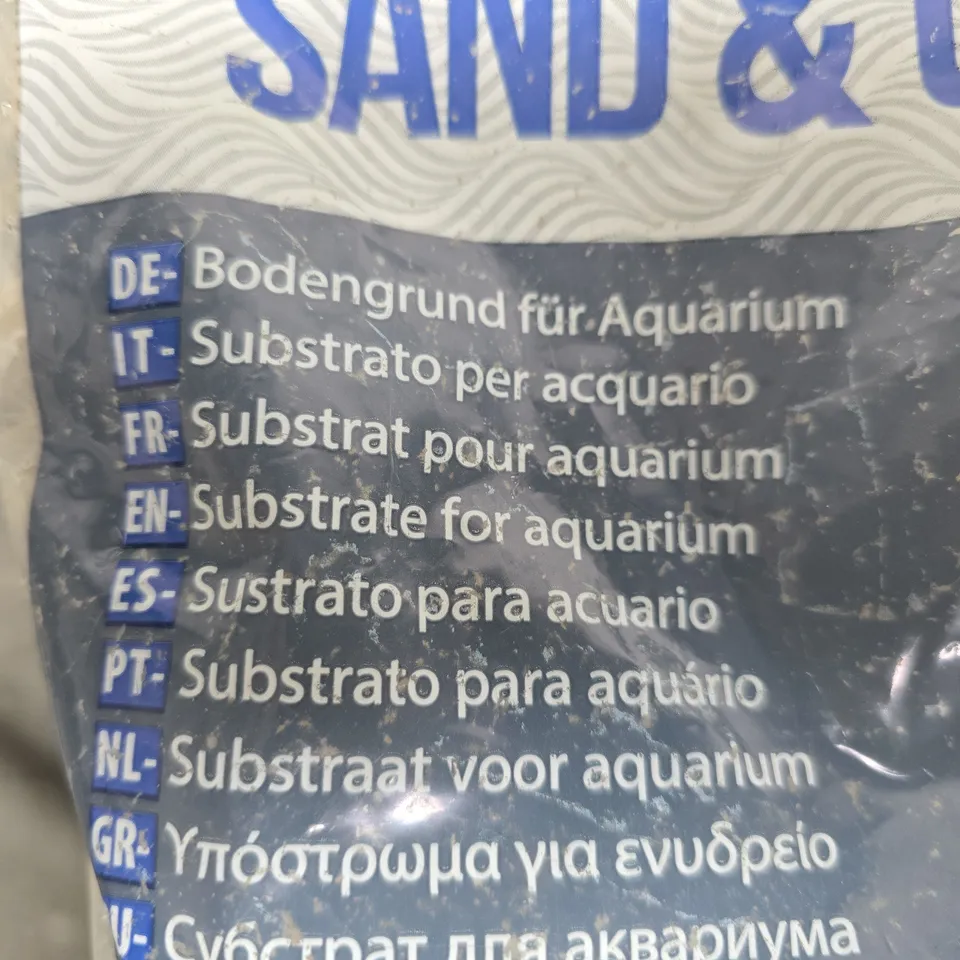 SAND &
DE- Bodengrund für Aquarium
IT- Substrato per acquario
FR- Substrat pour aquarium
EN- Substrate for aquarium
ES- Sustrato para acuario
PT- Substrato para aquário
NL- Substraat voor aquarium
GR- Υπόστρωμα για ενυδρείο
U- Субстрат для аквариума